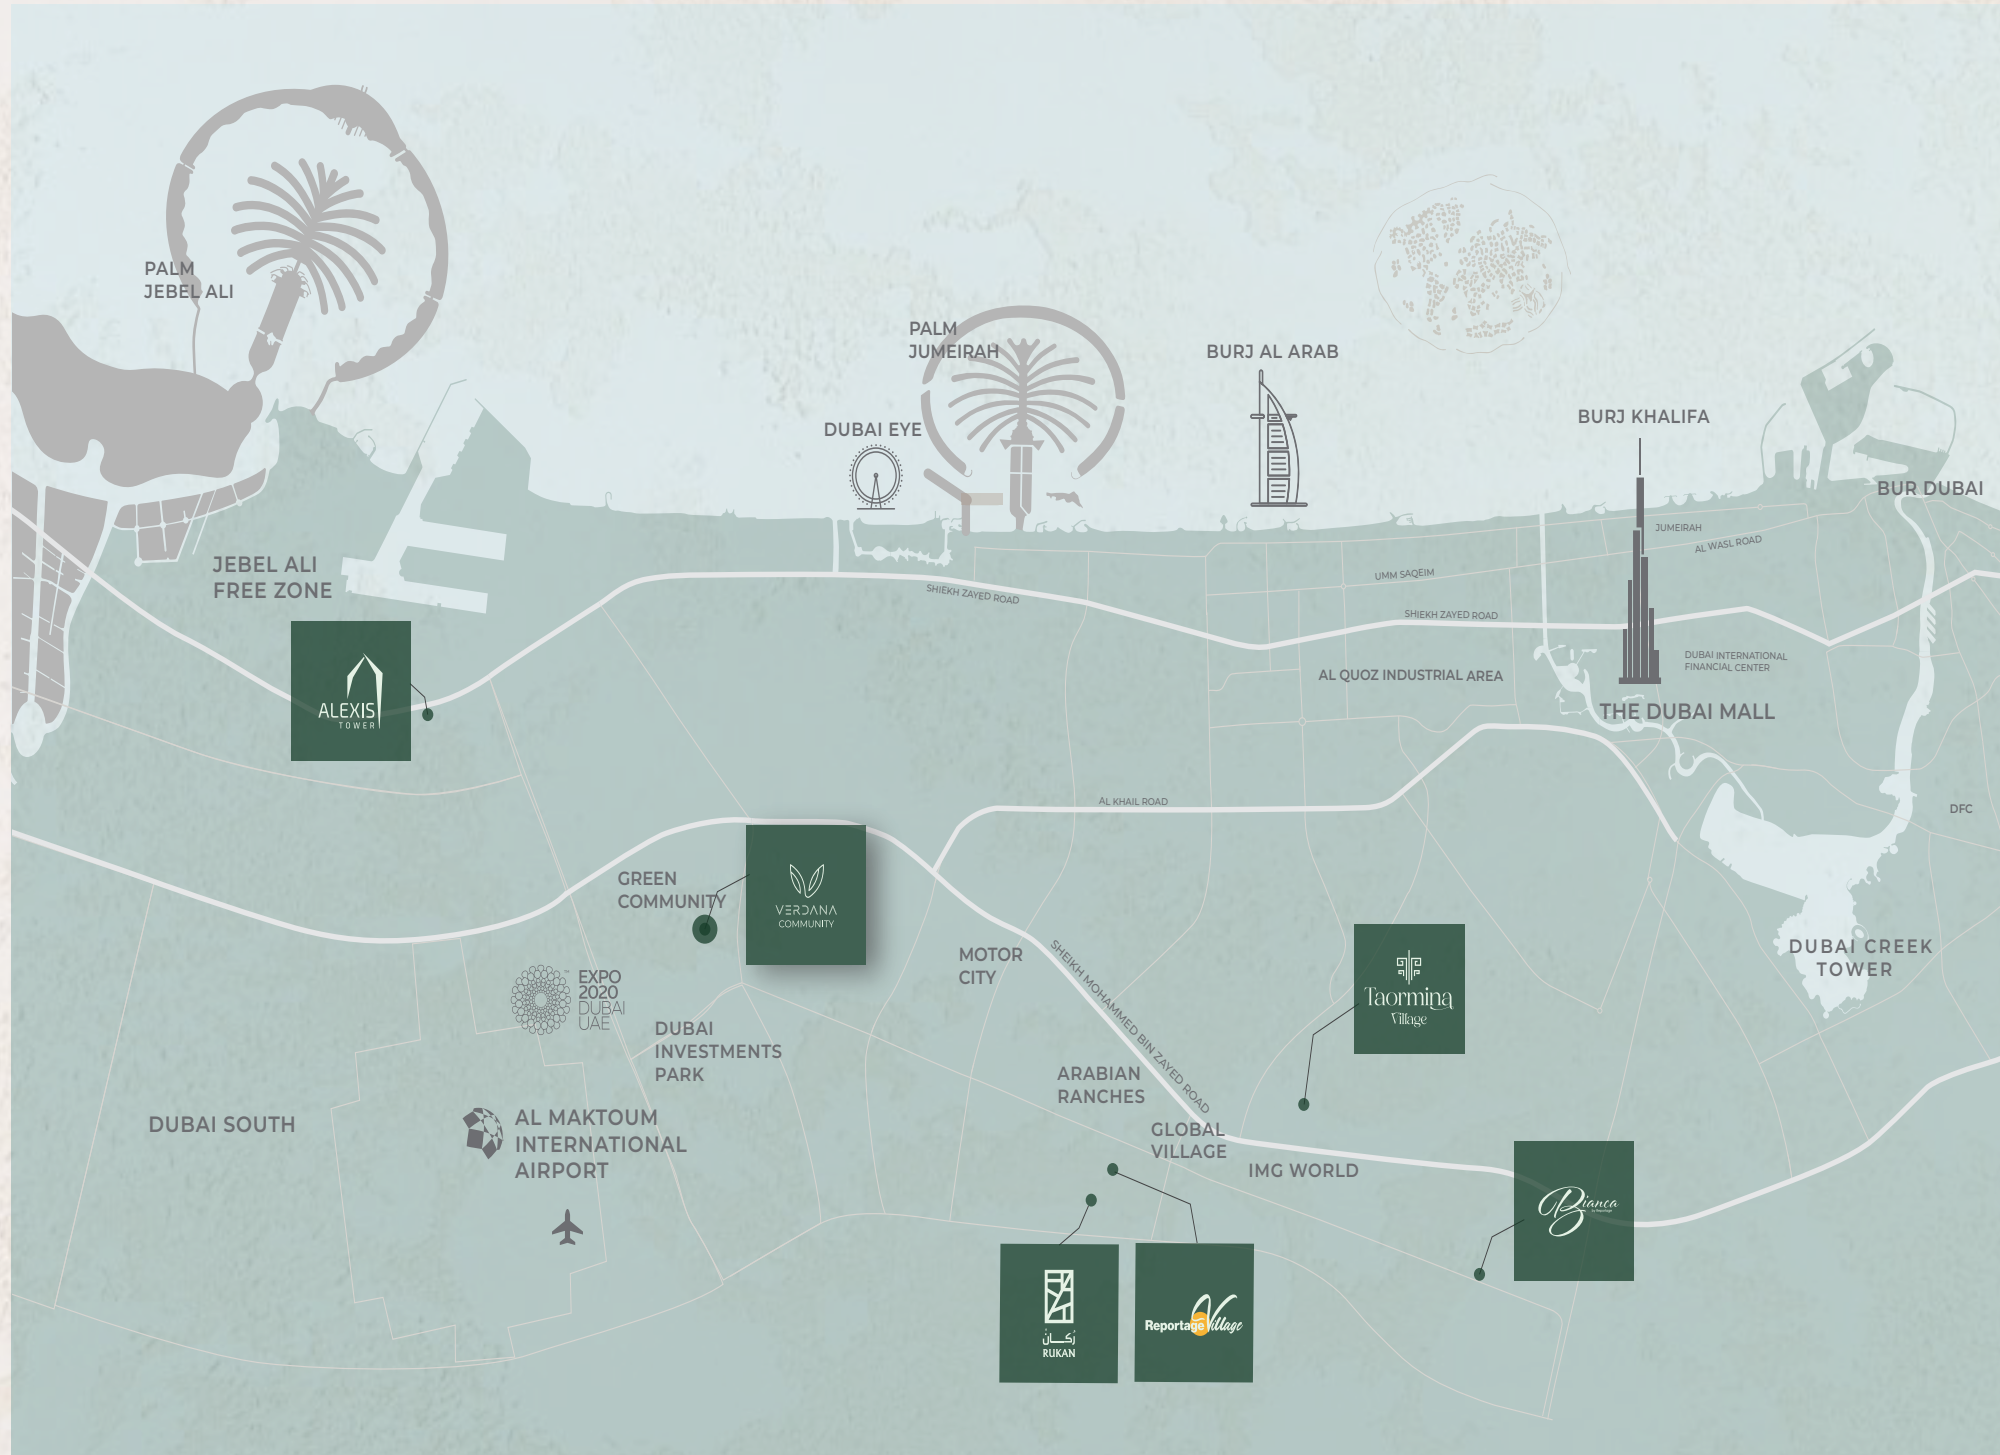 PALM
JEBEL ALI
PALM
JUMEIRAH
BURJ AL ARAB
DUBAI EYE
BURJ KHALIFA
BUR DUBAI
JUMEIRAH
AL WASL ROAD
JEBEL ALI
FREE ZONE
UMM SAQEIM
SHIEKH ZAYED ROAD
SHIEKH ZAYED ROAD
DUBAI INTERNATIONAL
FINANCIAL CENTER
AL QUOZ INDUSTRIAL AREA
THE DUBAI MALL
ALEXIS
TOWER
AL KHAIL ROAD
DFC
GREEN
COMMUNITY
VERDANA
COMMUNITY
MOTOR
CITY
SHEIKH MOHAMMED BIN ZAYED ROAD
DUBAI CREEK
TOWER
EXPO
2020
DUBAI
UAE
™
Taormina
Village
DUBAI
INVESTMENTS
PARK
ARABIAN
RANCHES
DUBAI SOUTH
AL MAKTOUM
INTERNATIONAL
AIRPORT
GLOBAL
VILLAGE
IMG WORLD
Bianca
by Reportage
رُكــان
RUKAN
Reportage Village